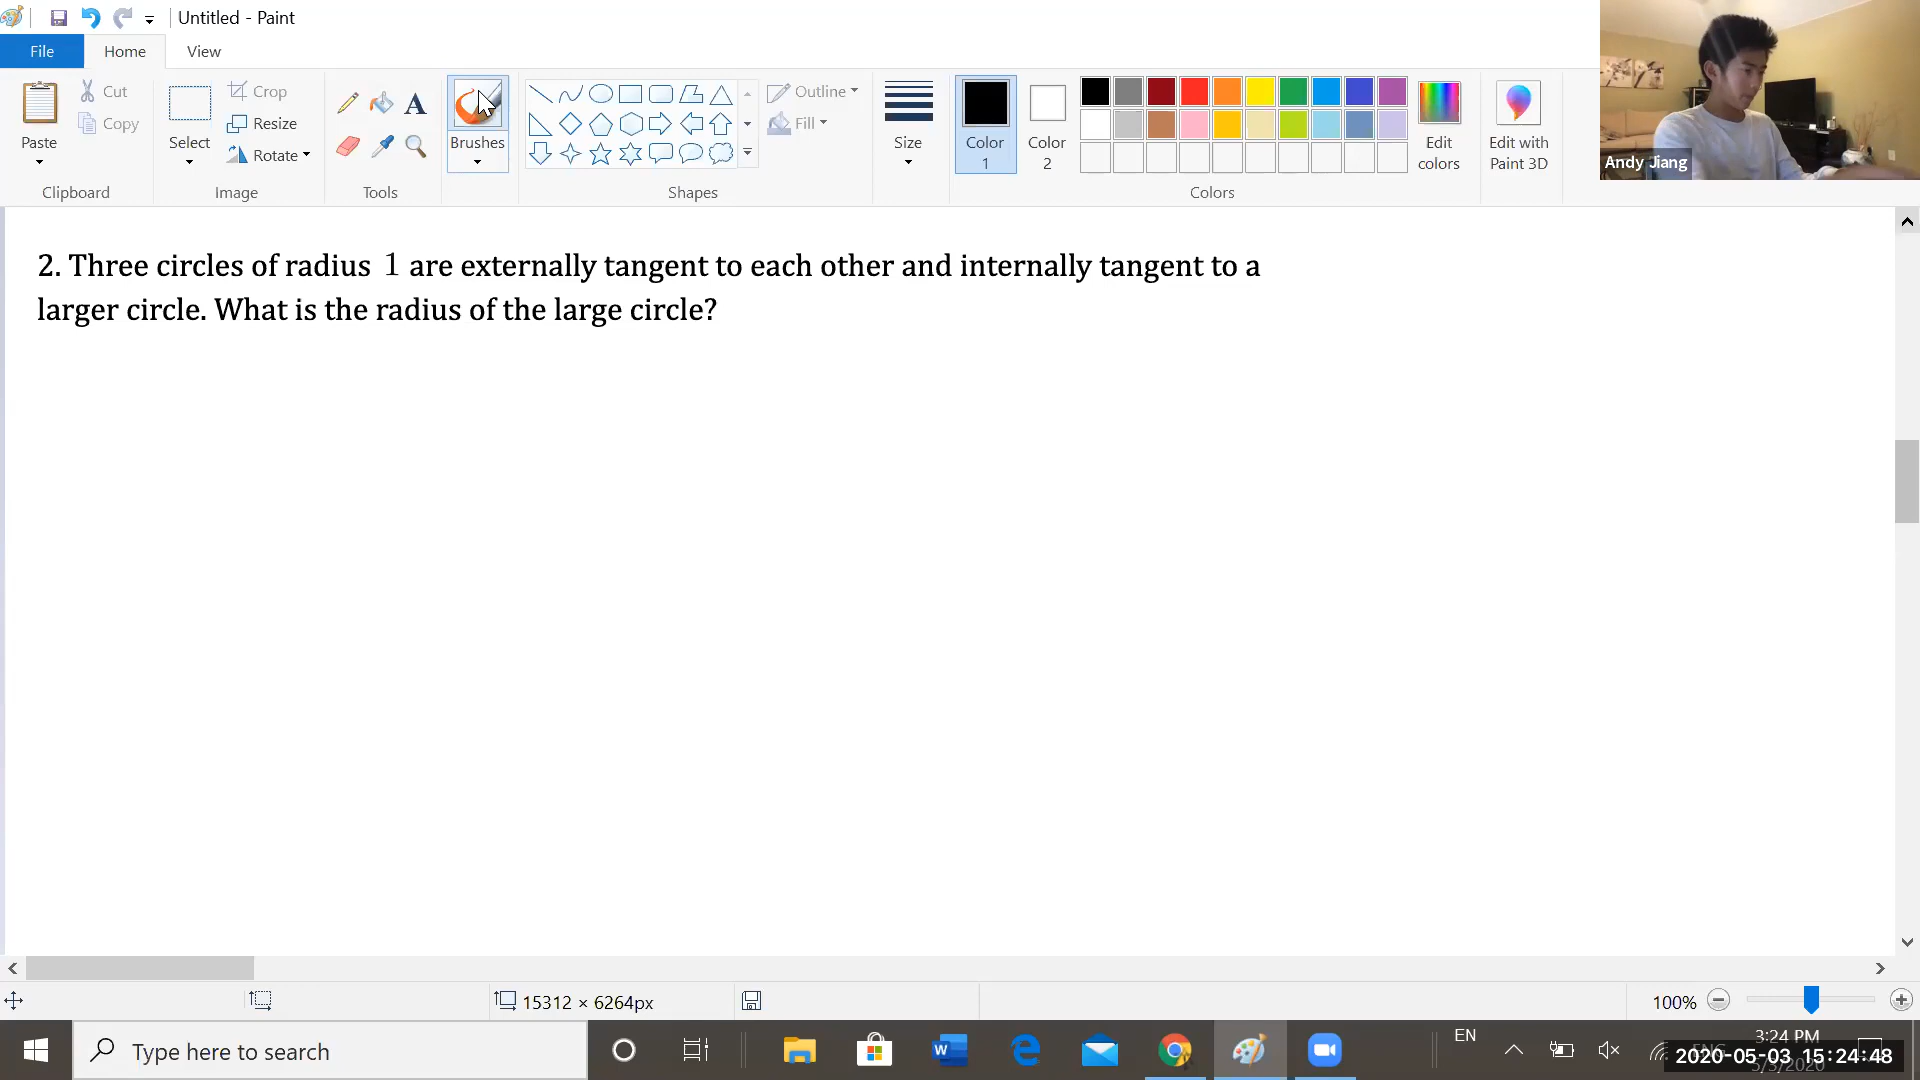 Untitled - Paint
File
Home
View
Paste
Cut
Copy
Clipboard
Select
Crop
Resize
Rotate
Image
Tools
Brushes
Shapes
Outline
Fill
Size
Color 1
Color 2
Colors
Edit colors
Edit with Paint 3D
Andy Jiang
2. Three circles of radius 1 are externally tangent to each other and internally tangent to a
larger circle. What is the radius of the large circle?
15312 × 6264px
100%
Type here to search
EN
3:24 PM
ENG
5/3/2020
2020-05-03 15:24:48